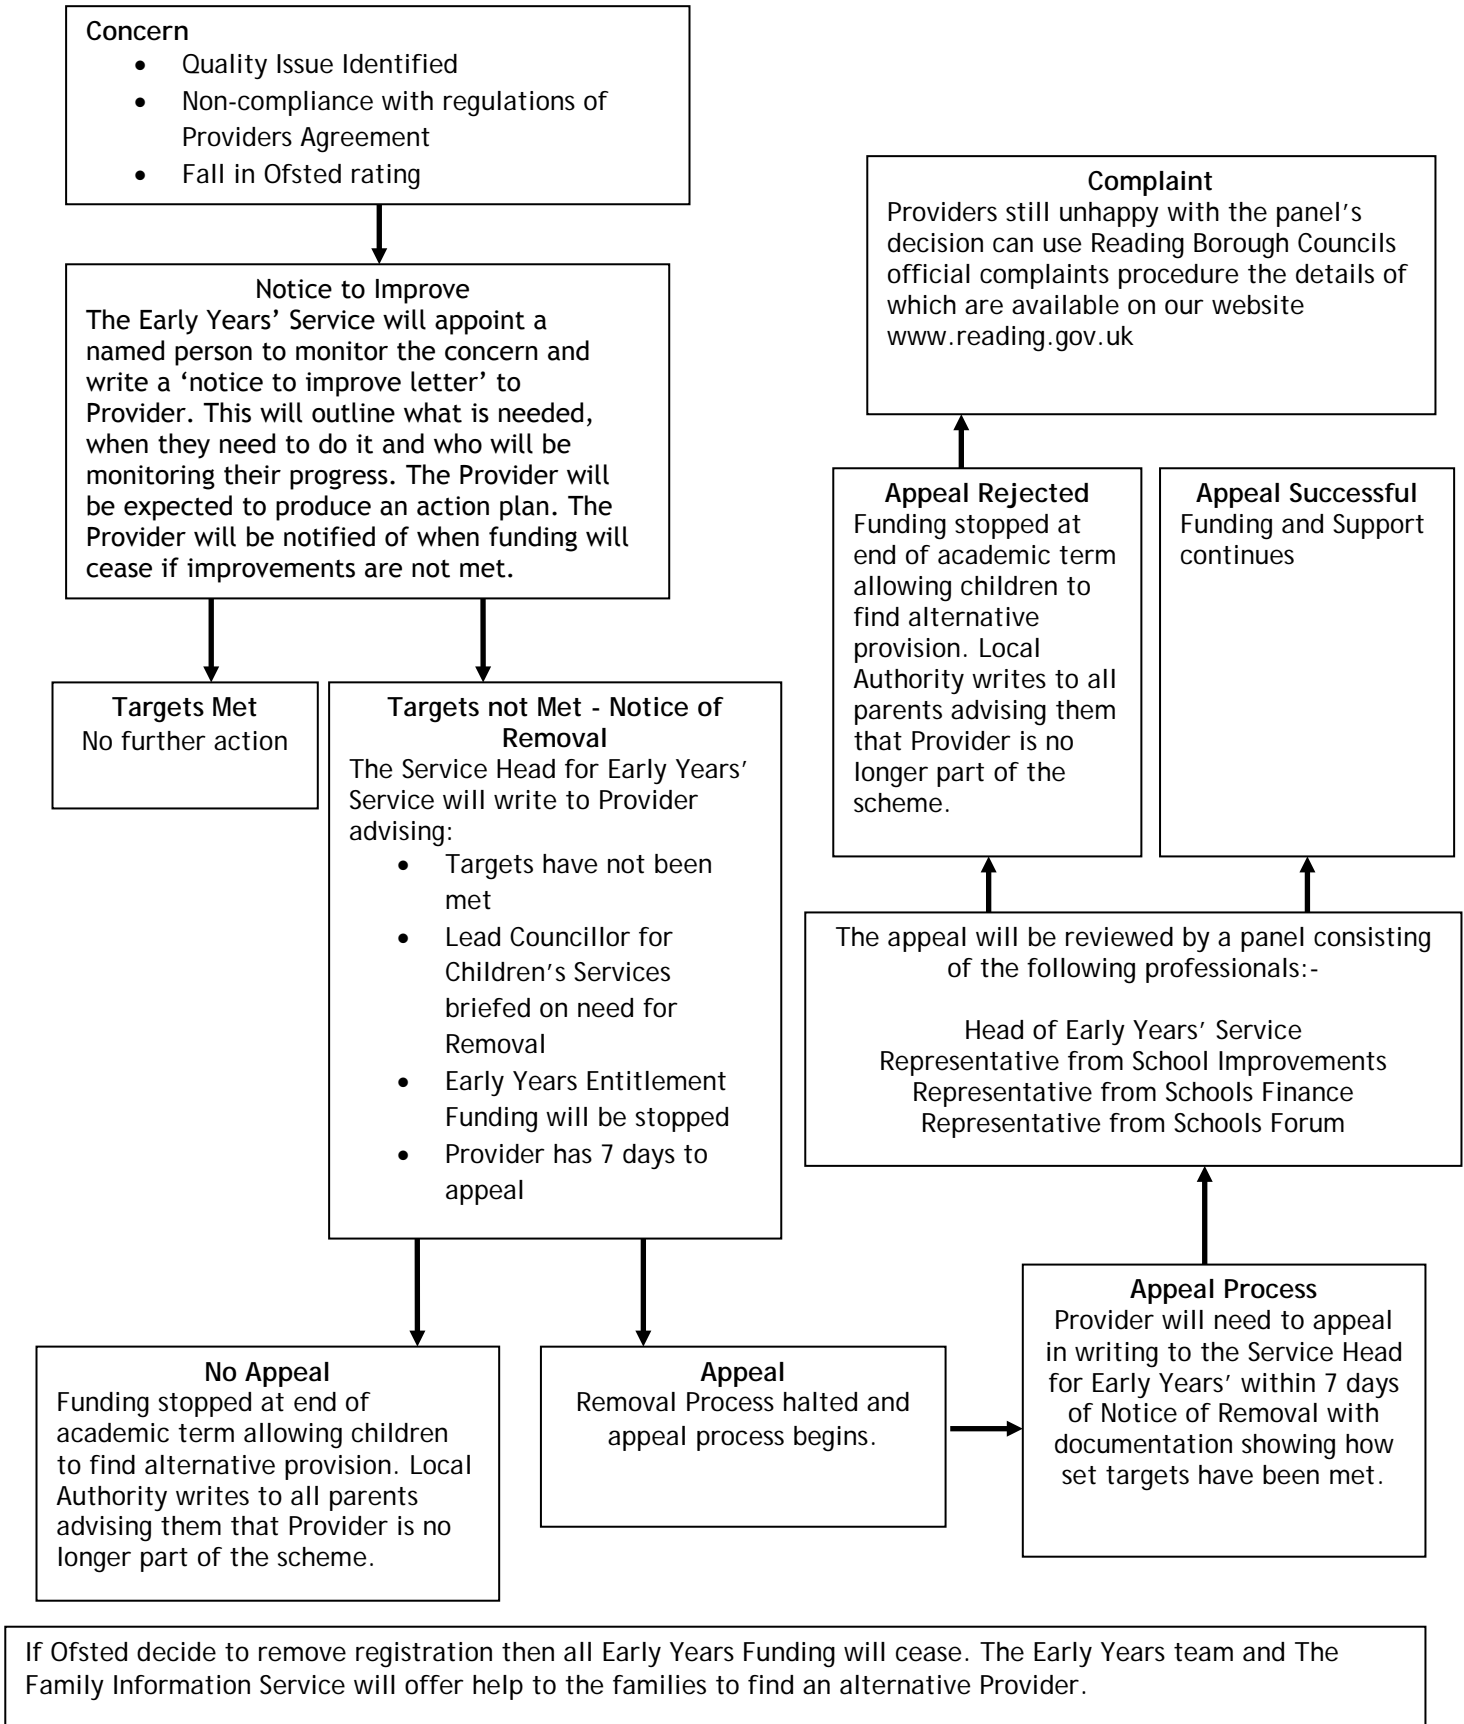 Concern
• Quality Issue Identified
• Non-compliance with regulations of
Providers Agreement
• Fall in Ofsted rating
Notice to Improve
The Early Years’ Service will appoint a
named person to monitor the concern and
write a ‘notice to improve letter’ to
Provider. This will outline what is needed,
when they need to do it and who will be
monitoring their progress. The Provider will
be expected to produce an action plan. The
Provider will be notified of when funding will
cease if improvements are not met.
Targets Met
No further action
Targets not Met - Notice of
Removal
The Service Head for Early Years’
Service will write to Provider
advising:
• Targets have not been
met
• Lead Councillor for
Children’s Services
briefed on need for
Removal
• Early Years Entitlement
Funding will be stopped
• Provider has 7 days to
appeal
No Appeal
Funding stopped at end of
academic term allowing children
to find alternative provision. Local
Authority writes to all parents
advising them that Provider is no
longer part of the scheme.
Appeal
Removal Process halted and
appeal process begins.
Appeal Process
Provider will need to appeal
in writing to the Service Head
for Early Years’ within 7 days
of Notice of Removal with
documentation showing how
set targets have been met.
The appeal will be reviewed by a panel consisting
of the following professionals:-
Head of Early Years’ Service
Representative from School Improvements
Representative from Schools Finance
Representative from Schools Forum
Appeal Rejected
Funding stopped at
end of academic term
allowing children to
find alternative
provision. Local
Authority writes to all
parents advising them
that Provider is no
longer part of the
scheme.
Appeal Successful
Funding and Support
continues
Complaint
Providers still unhappy with the panel’s
decision can use Reading Borough Councils
official complaints procedure the details of
which are available on our website
www.reading.gov.uk
If Ofsted decide to remove registration then all Early Years Funding will cease. The Early Years team and The
Family Information Service will offer help to the families to find an alternative Provider.